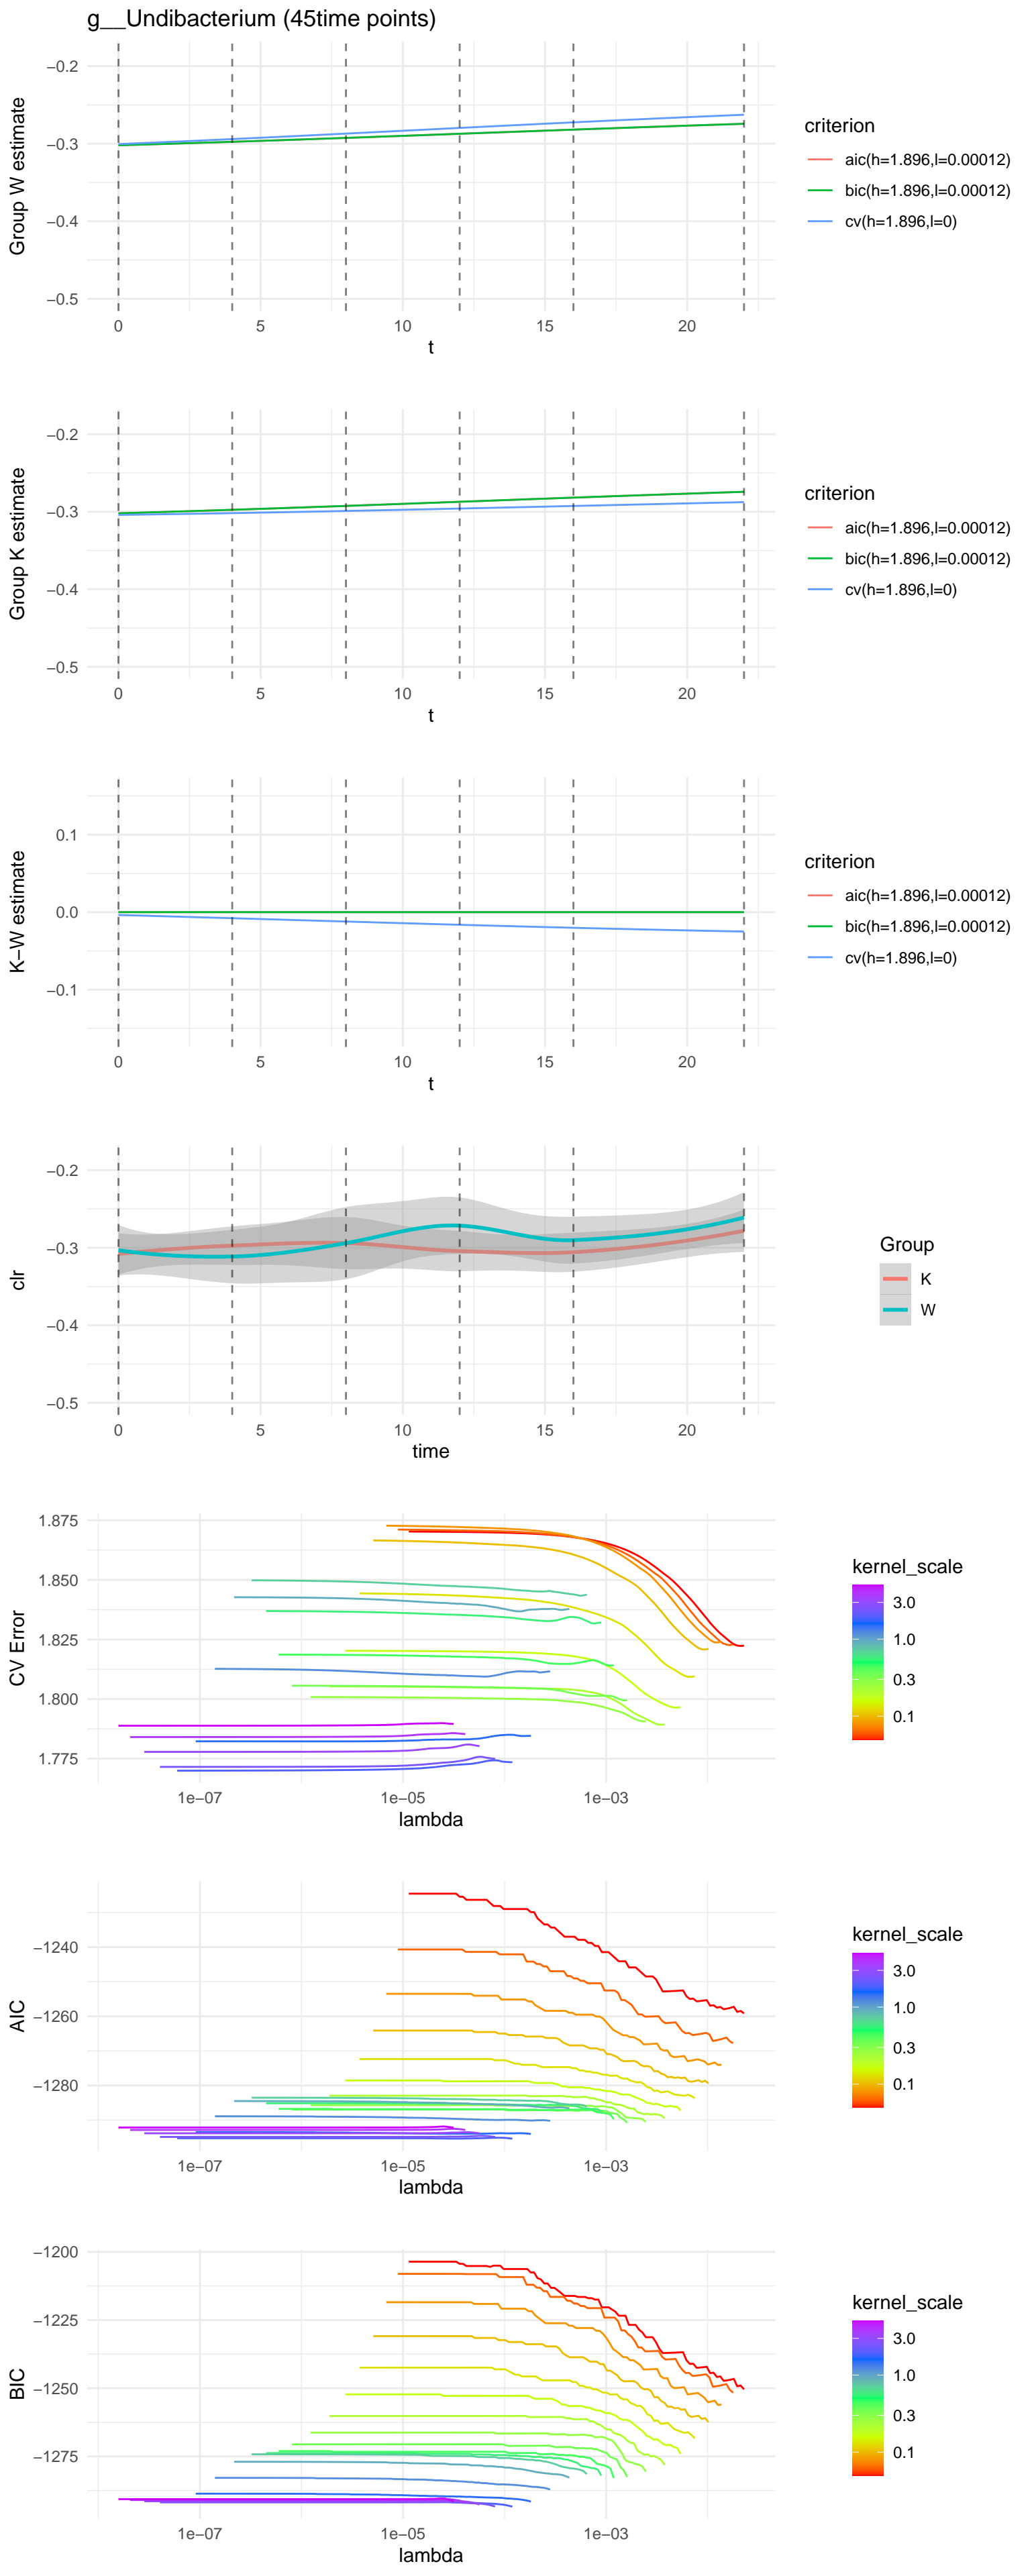 g__Undibacterium (45time points)
−0.2
−0.3
−0.4
−0.5
Group W estimate
0 5 10 15 20
t
criterion
aic(h=1.896,l=0.00012)
bic(h=1.896,l=0.00012)
cv(h=1.896,l=0)
−0.2
−0.3
−0.4
−0.5
Group K estimate
0 5 10 15 20
t
criterion
aic(h=1.896,l=0.00012)
bic(h=1.896,l=0.00012)
cv(h=1.896,l=0)
0.1
0.0
−0.1
K−W estimate
0 5 10 15 20
t
criterion
aic(h=1.896,l=0.00012)
bic(h=1.896,l=0.00012)
cv(h=1.896,l=0)
−0.2
−0.3
−0.4
−0.5
clr
0 5 10 15 20
time
Group
K
W
1.875
1.850
1.825
1.800
1.775
CV Error
1e−07 1e−05 1e−03
lambda
kernel_scale
3.0
1.0
0.3
0.1
−1240
−1260
−1280
AIC
1e−07 1e−05 1e−03
lambda
kernel_scale
3.0
1.0
0.3
0.1
−1200
−1225
−1250
−1275
BIC
1e−07 1e−05 1e−03
lambda
kernel_scale
3.0
1.0
0.3
0.1